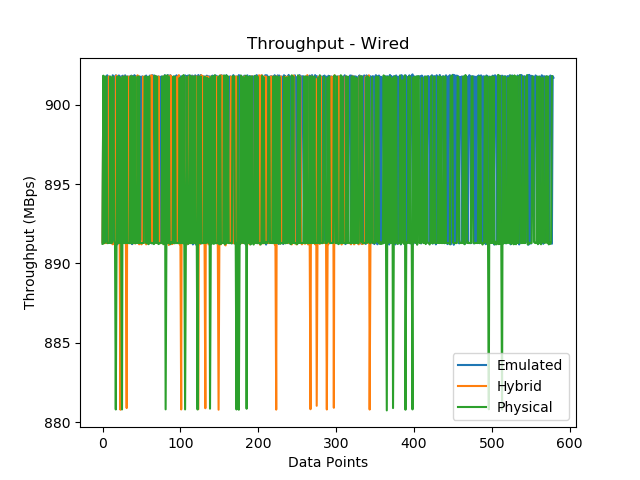 Throughput - Wired
Throughput (MBps)
900
895
890
885
880
0 100 200 300 400 500 600
Data Points
Emulated
Hybrid
Physical